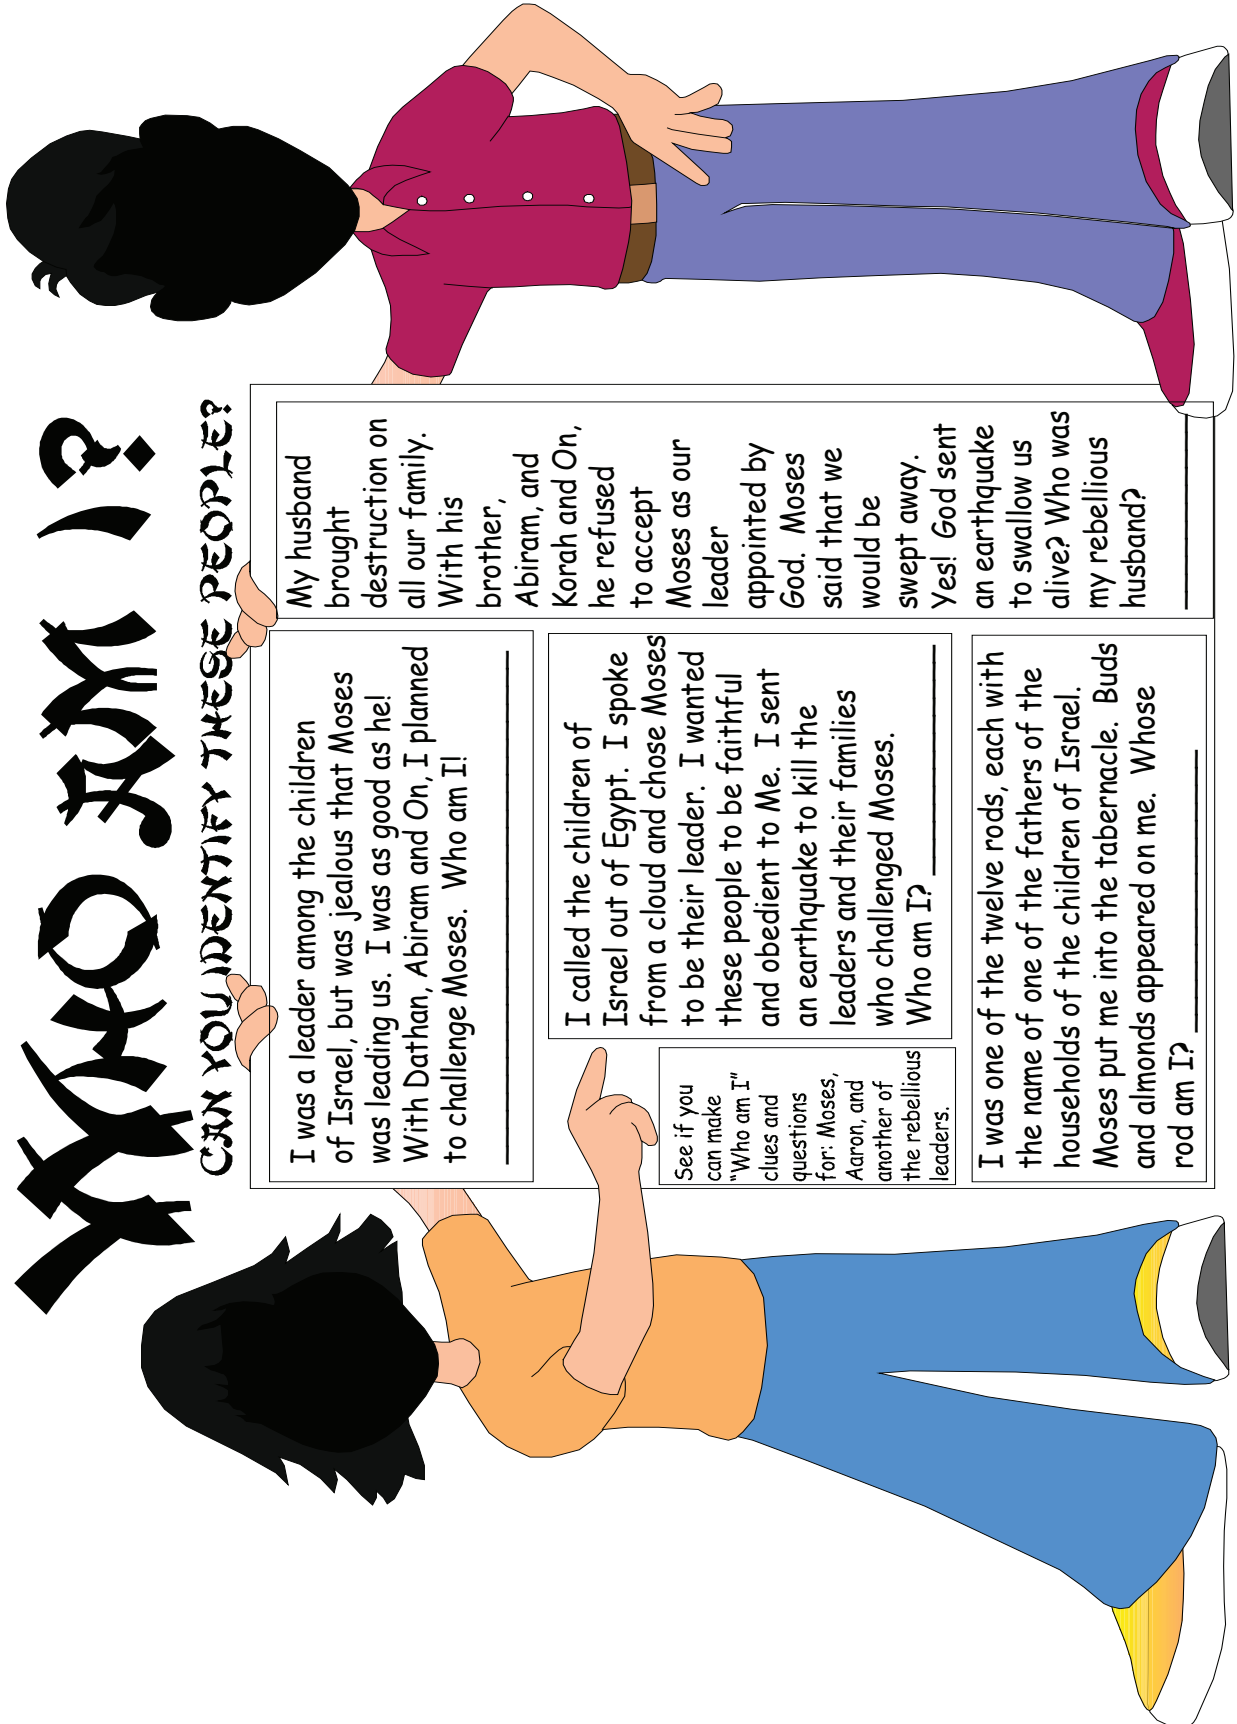 WHO AM I?
CAN YOU IDENTIFY THESE PEOPLE?
I was a leader among the children
of Israel, but was jealous that Moses
was leading us.  I was as good as he!
With Dathan, Abiram and On, I planned
to challenge Moses.  Who am I!
I called the children of
Israel out of Egypt.  I spoke
from a cloud and chose Moses
to be their leader.  I wanted
these people to be faithful
and obedient to Me.  I sent
an earthquake to kill the
leaders and their families
who challenged Moses.
Who am I?
See if you
can make
"Who am I"
clues and
questions
for: Moses,
Aaron, and
another of
the rebellious
leaders.
I was one of the twelve rods, each with
the name of one of the fathers of the
households of the children of Israel.
Moses put me into the tabernacle.  Buds
and almonds appeared on me.  Whose
rod am I?
My husband
brought
destruction on
all our family.
With his
brother,
Abiram, and
Korah and On,
he refused
to accept
Moses as our
leader
appointed by
God.  Moses
said that we
would be
swept away.
Yes!  God sent
an earthquake
to swallow us
alive? Who was
my rebellious
husband?